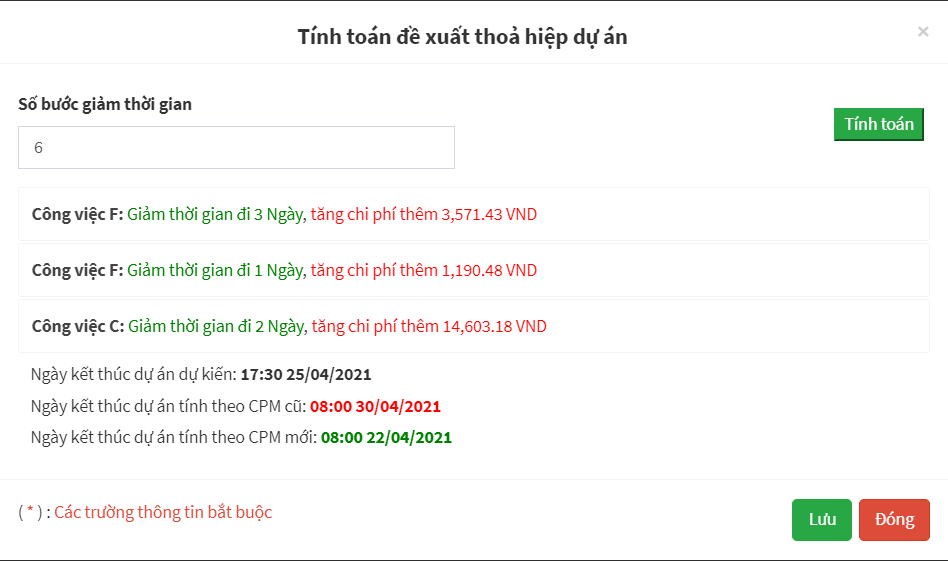 Tính toán đề xuất thoả hiệp dự án
×
Số bước giảm thời gian
6
Tính toán
Công việc F: Giảm thời gian đi 3 Ngày, tăng chi phí thêm 3,571.43 VND
Công việc F: Giảm thời gian đi 1 Ngày, tăng chi phí thêm 1,190.48 VND
Công việc C: Giảm thời gian đi 2 Ngày, tăng chi phí thêm 14,603.18 VND
Ngày kết thúc dự án dự kiến: 17:30 25/04/2021
Ngày kết thúc dự án tính theo CPM cũ: 08:00 30/04/2021
Ngày kết thúc dự án tính theo CPM mới: 08:00 22/04/2021
( * ) : Các trường thông tin bắt buộc
Lưu
Đóng